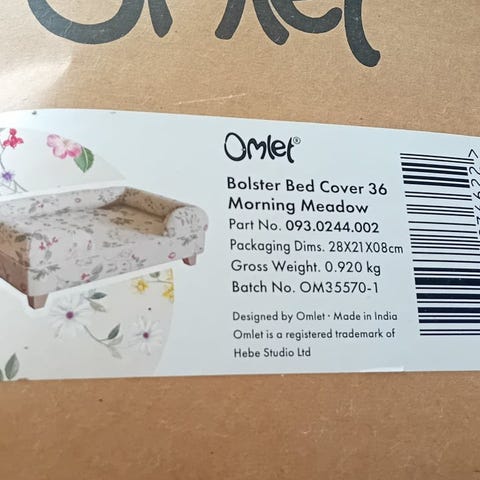 Omlet
Omlet®
Bolster Bed Cover 36
Morning Meadow
Part No. 093.0244.002
Packaging Dims. 28X21X08cm
Gross Weight. 0.920 kg
Batch No. OM35570-1
Designed by Omlet · Made in India
Omlet is a registered trademark of
Hebe Studio Ltd